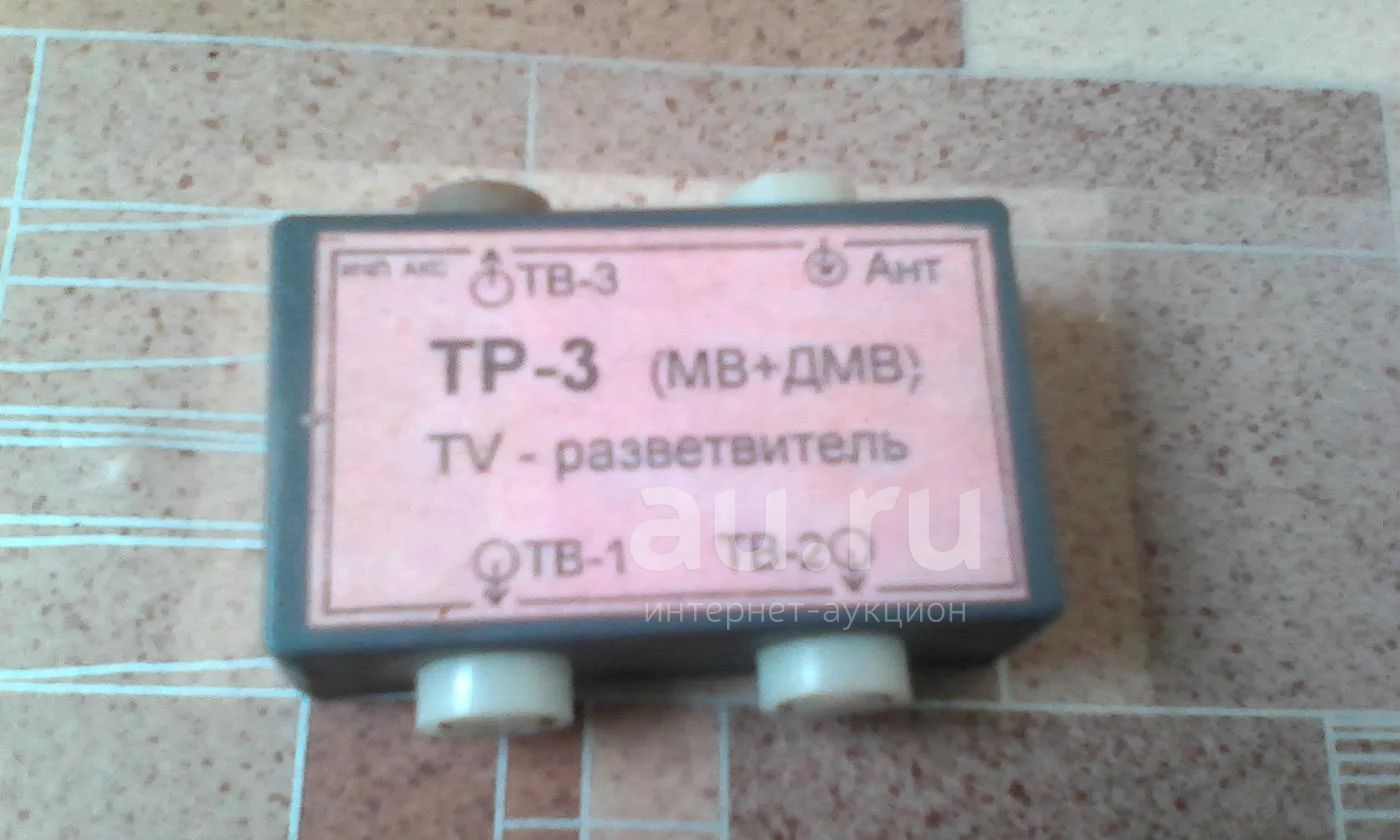 ТВ-3 Ант
ТР-3 (МВ+ДМВ)
TV - разветвитель
ТВ-1 ТВ-2
au.ru
интернет-аукцион